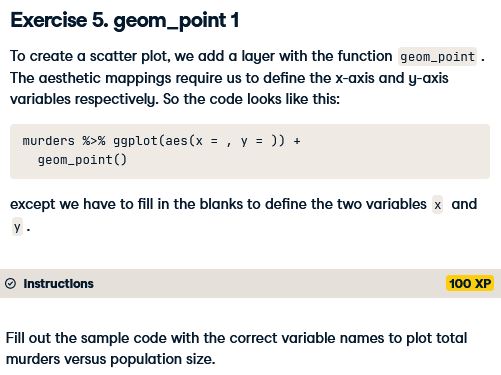 Exercise 5. geom_point 1
To create a scatter plot, we add a layer with the function geom_point .
The aesthetic mappings require us to define the x-axis and y-axis
variables respectively. So the code looks like this:
murders %>% ggplot(aes(x = , y = )) +
  geom_point()
except we have to fill in the blanks to define the two variables x and
y .
Instructions
100 XP
Fill out the sample code with the correct variable names to plot total
murders versus population size.